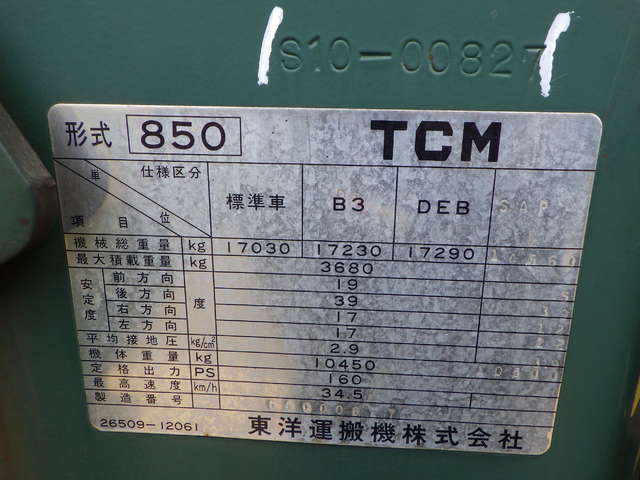 S10-00827
形式 850 TCM
単位 仕様区分 標準車 B3 DEB
項目
機械総重量 kg 17030 17230 17290
最大積載重量 kg 3680
安定度 前方向 度 19
後方向 39
右方向 17
左方向 17
平均接地圧 kg/cm² 2.9
機体重量 kg 10450
定格出力 PS 160
最高速度 km/h 34.5
製造番号
26509-12061 東洋運搬機株式会社